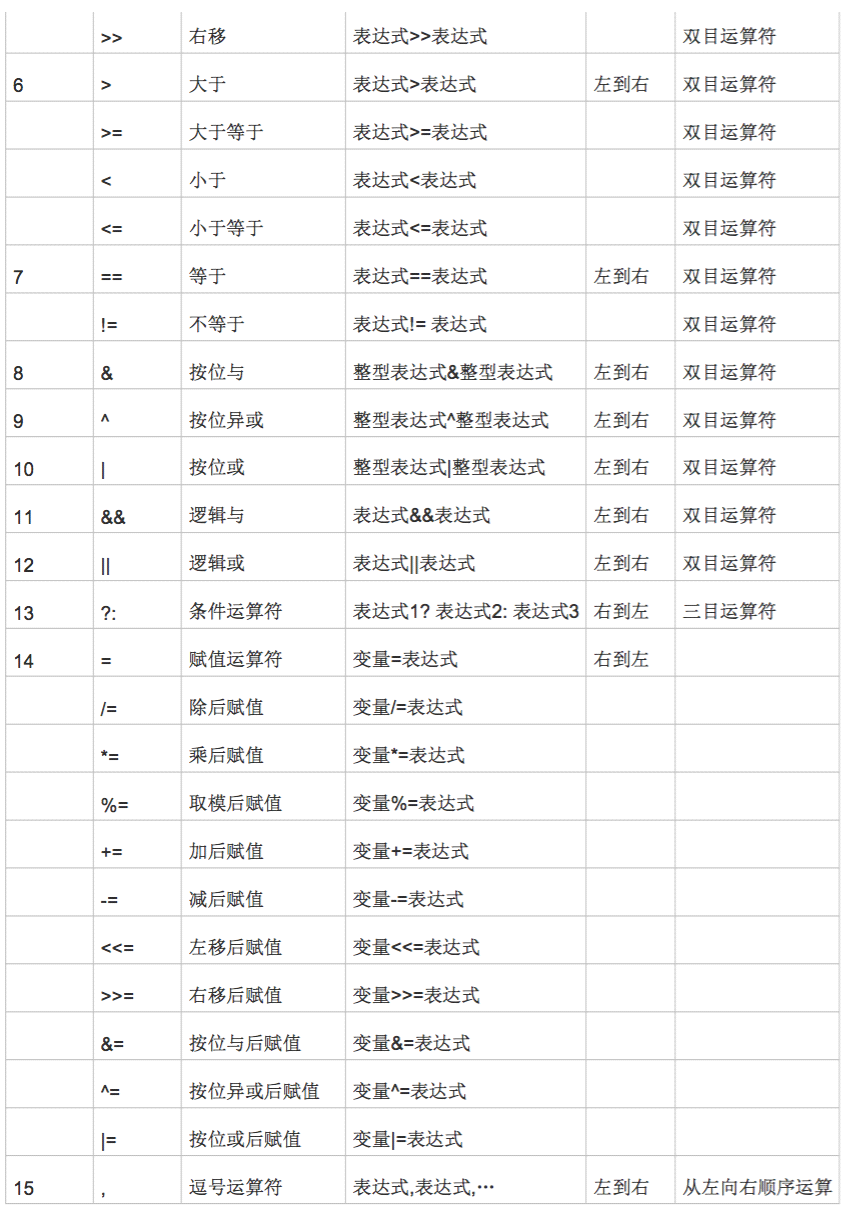 >> 右移 表达式>>表达式 双目运算符
6 > 大于 表达式>表达式 左到右 双目运算符
>= 大于等于 表达式>=表达式 双目运算符
< 小于 表达式<表达式 双目运算符
<= 小于等于 表达式<=表达式 双目运算符
7 == 等于 表达式==表达式 左到右 双目运算符
!= 不等于 表达式!= 表达式 双目运算符
8 & 按位与 整型表达式&整型表达式 左到右 双目运算符
9 ^ 按位异或 整型表达式^整型表达式 左到右 双目运算符
10 | 按位或 整型表达式|整型表达式 左到右 双目运算符
11 && 逻辑与 表达式&&表达式 左到右 双目运算符
12 || 逻辑或 表达式||表达式 左到右 双目运算符
13 ?: 条件运算符 表达式1? 表达式2: 表达式3 右到左 三目运算符
14 = 赋值运算符 变量=表达式 右到左
/= 除后赋值 变量/=表达式
*= 乘后赋值 变量*=表达式
%= 取模后赋值 变量%=表达式
+= 加后赋值 变量+=表达式
-= 减后赋值 变量-=表达式
<<= 左移后赋值 变量<<=表达式
>>= 右移后赋值 变量>>=表达式
&= 按位与后赋值 变量&=表达式
^= 按位异或后赋值 变量^=表达式
|= 按位或后赋值 变量|=表达式
15 , 逗号运算符 表达式,表达式,… 左到右 从左向右顺序运算